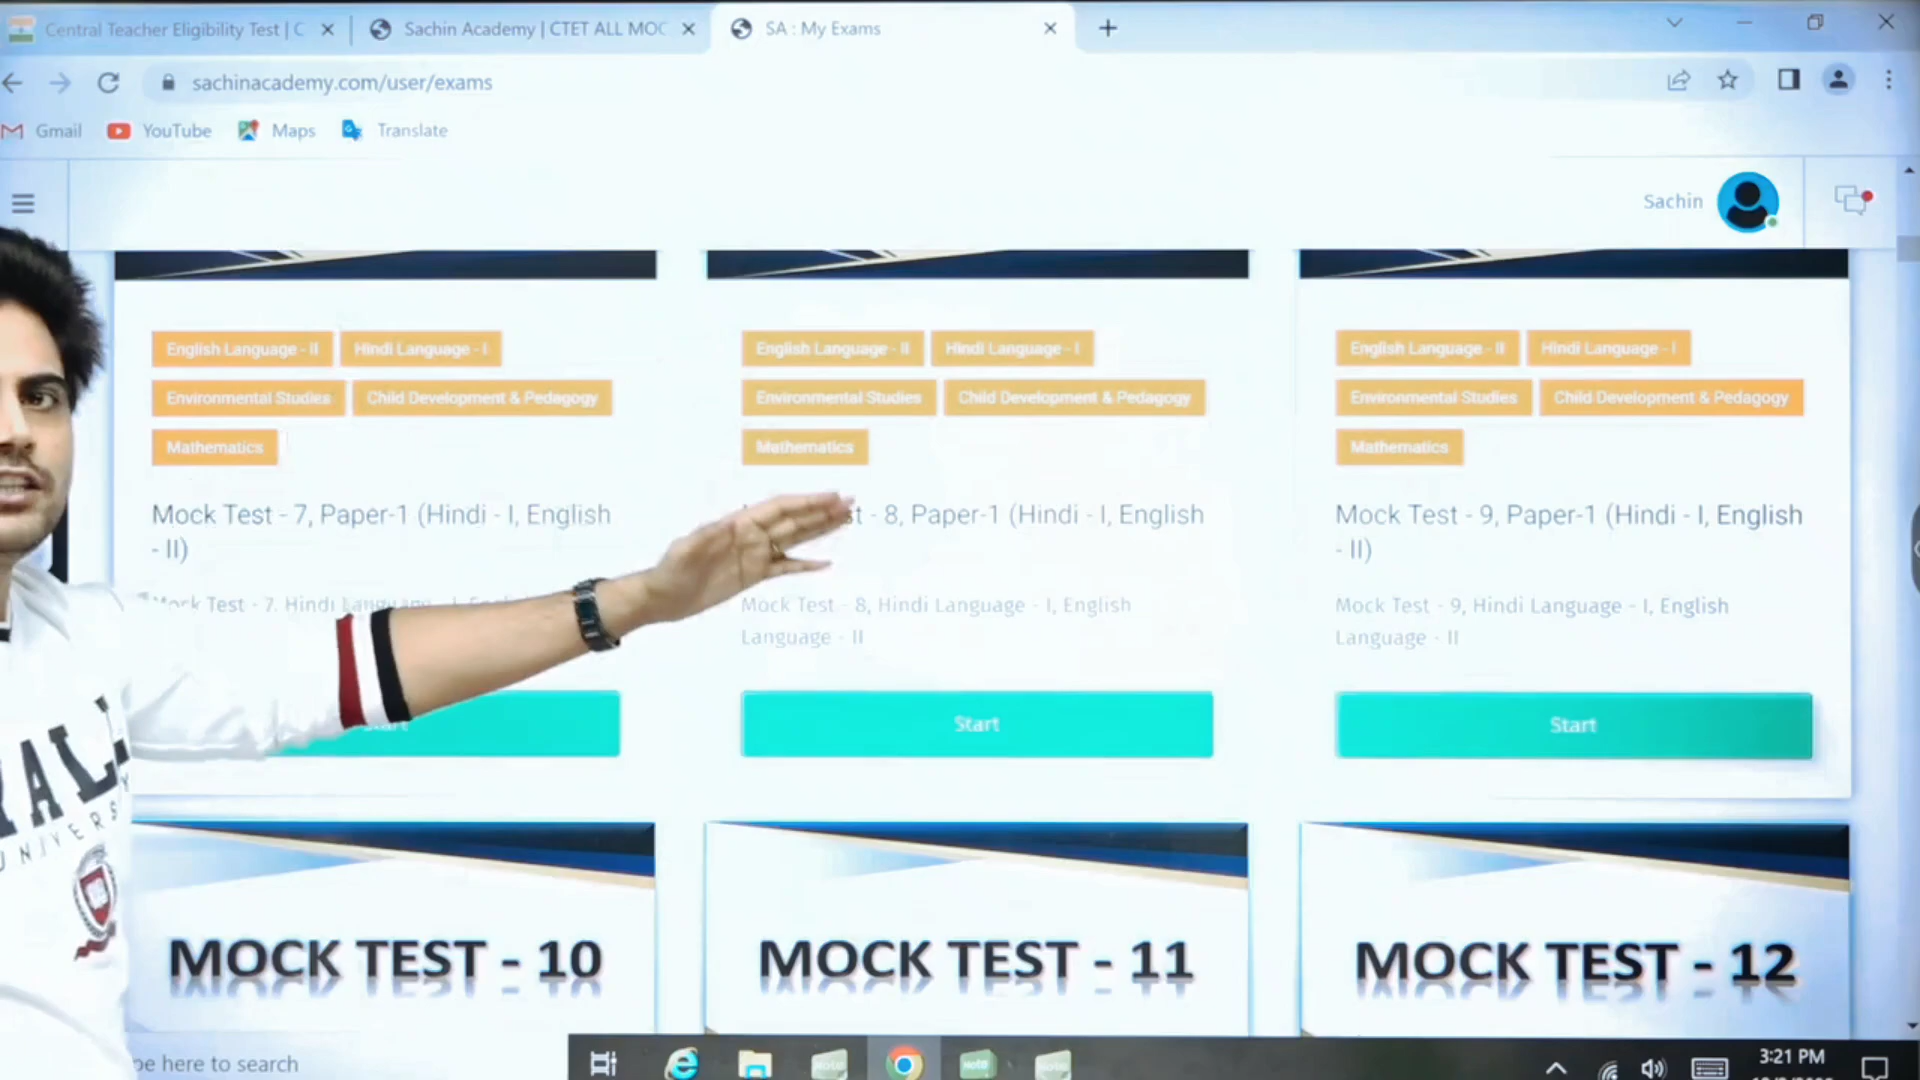 Central Teacher Eligibility Test | C
Sachin Academy | CTET ALL MOC
SA : My Exams
sachinacademy.com/user/exams
Gmail
YouTube
Maps
Translate
Sachin
English Language - II
Hindi Language - I
Environmental Studies
Child Development & Pedagogy
Mathematics
Mock Test - 7, Paper-1 (Hindi - I, English
- II)
Mock Test - 7, Hindi Language
English Language - II
Hindi Language - I
Environmental Studies
Child Development & Pedagogy
Mathematics
st - 8, Paper-1 (Hindi - I, English
Mock Test - 8, Hindi Language - I, English
Language - II
Start
English Language - II
Hindi Language - I
Environmental Studies
Child Development & Pedagogy
Mathematics
Mock Test - 9, Paper-1 (Hindi - I, English
- II)
Mock Test - 9, Hindi Language - I, English
Language - II
Start
MOCK TEST - 10
MOCK TEST - 11
MOCK TEST - 12
pe here to search
3:21 PM